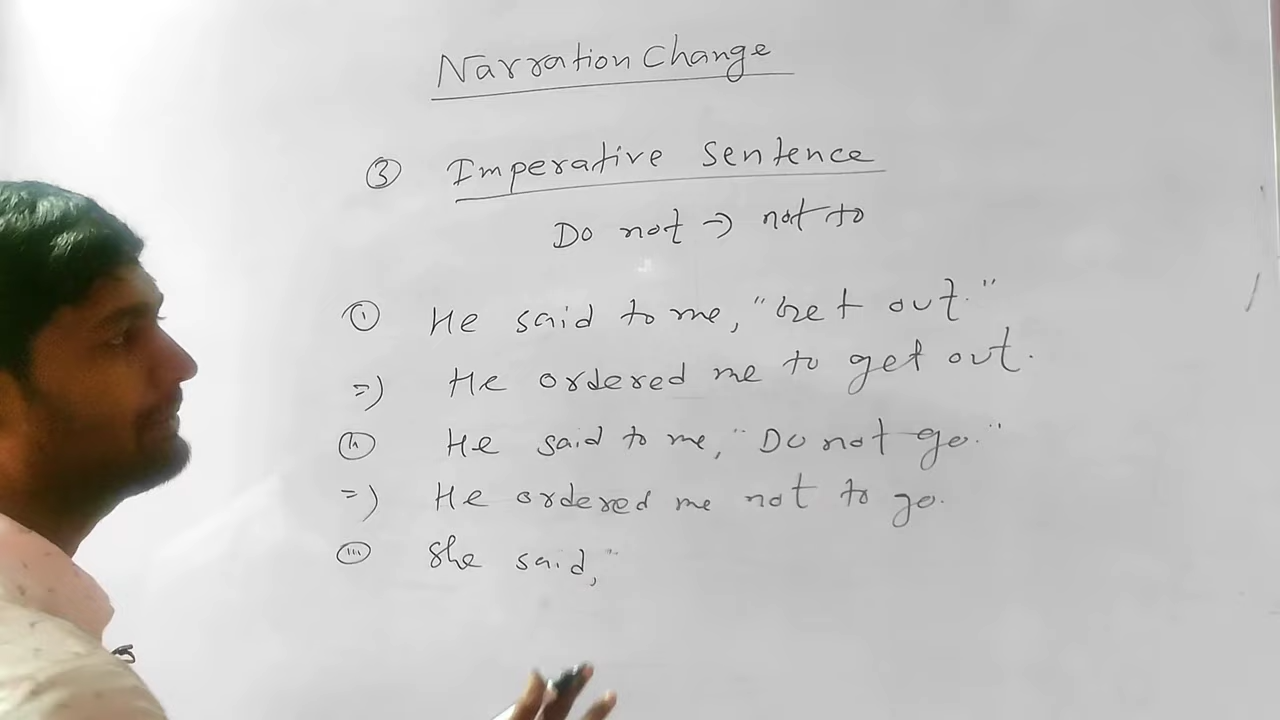 Narration Change
③ Imperative Sentence
Do not => not to
(i) He said to me, "Get out."
=) He ordered me to get out.
(ii) He said to me, "Do not go."
=) He ordered me not to go.
(iii) She said, "